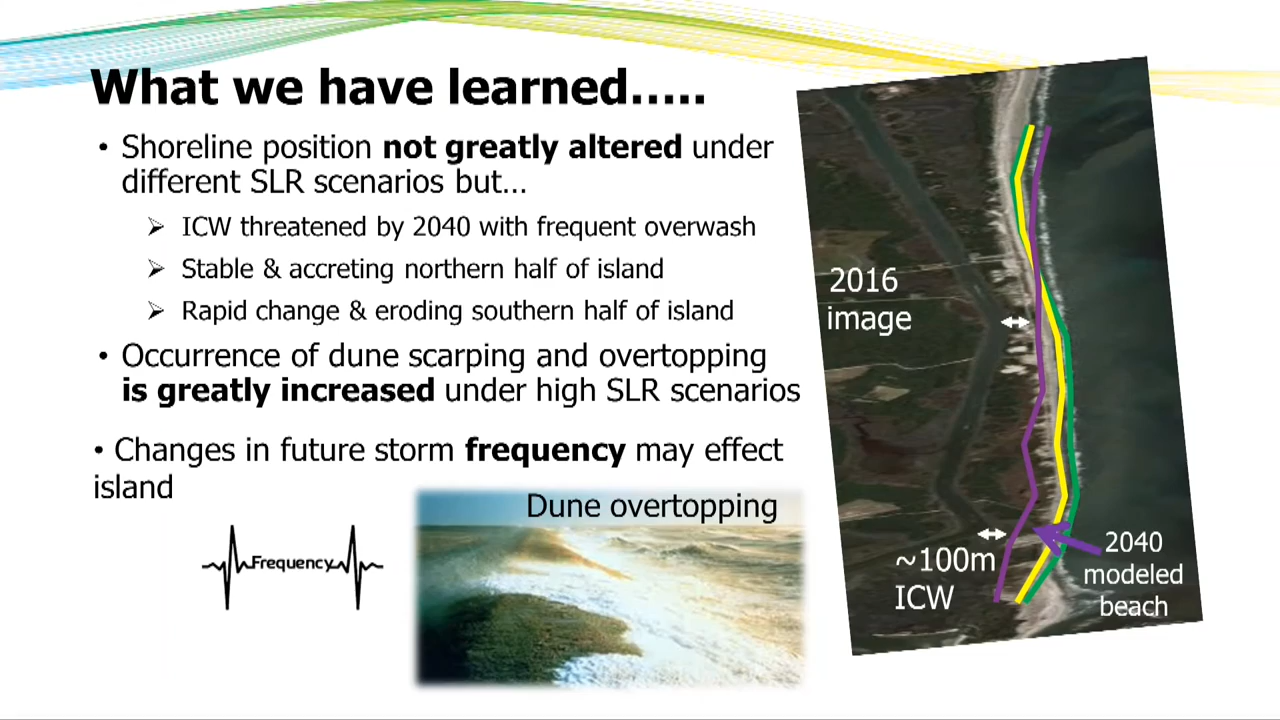 What we have learned.....
• Shoreline position not greatly altered under
different SLR scenarios but...
➢ ICW threatened by 2040 with frequent overwash
➢ Stable & accreting northern half of island
➢ Rapid change & eroding southern half of island
• Occurrence of dune scarping and overtopping
is greatly increased under high SLR scenarios
• Changes in future storm frequency may effect
island
Frequency
Dune overtopping
2016
image
~100m
ICW
2040
modeled
beach